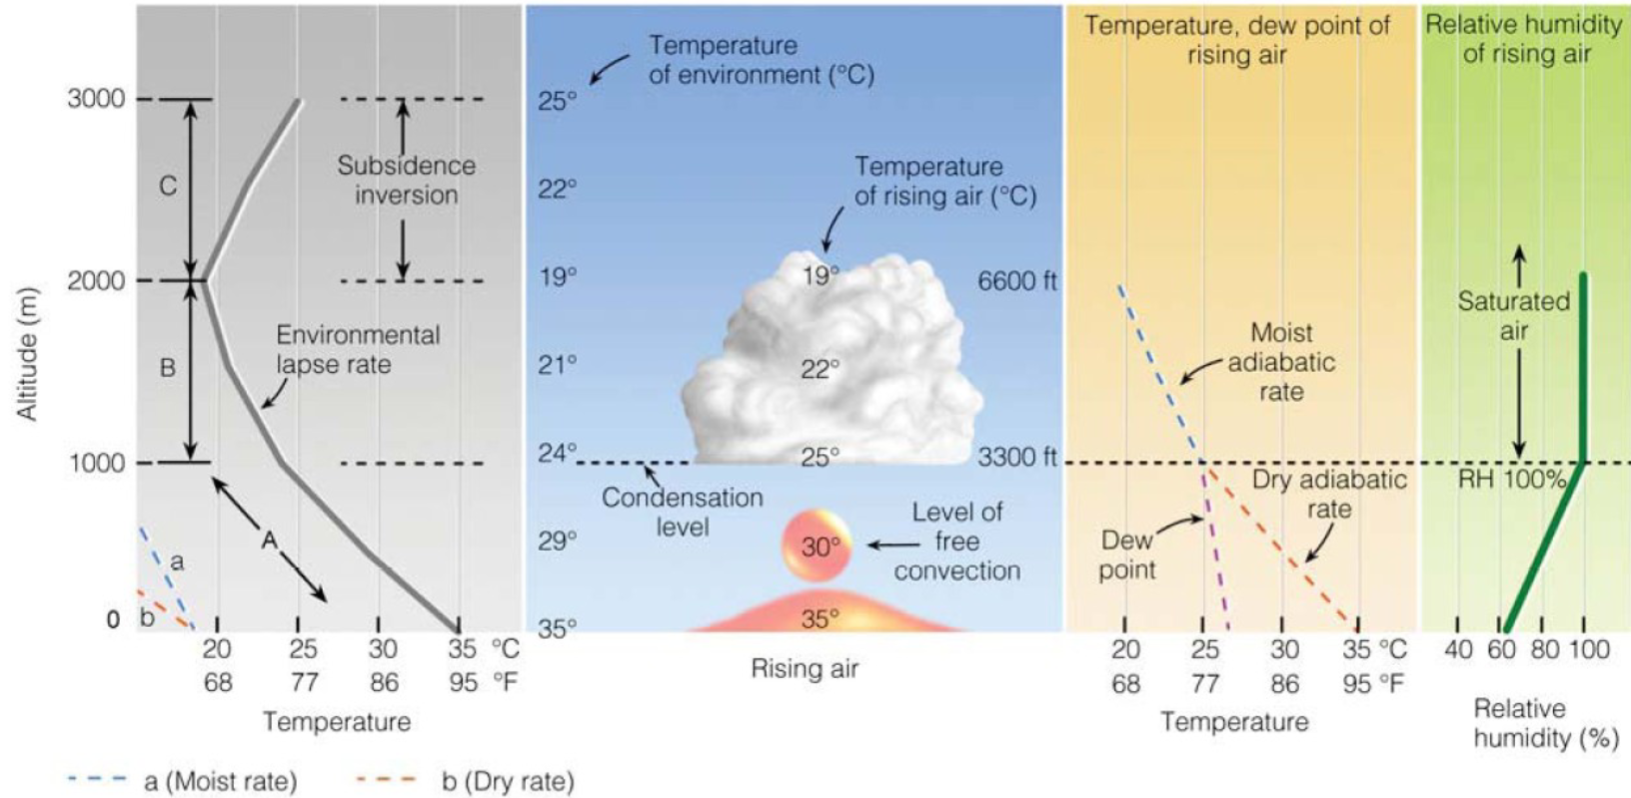 Altitude (m)
3000
2000
1000
0
C
B
A
a
b
Subsidence
inversion
Environmental
lapse rate
20 25 30 35 °C
68 77 86 95 °F
Temperature
a (Moist rate)
b (Dry rate)
Temperature
of environment (°C)
25°
22°
19°
21°
24°
29°
35°
Temperature
of rising air (°C)
19°
22°
25°
30°
35°
6600 ft
3300 ft
Condensation
level
Level of
free
convection
Rising air
Temperature, dew point of
rising air
Moist
adiabatic
rate
Dry adiabatic
rate
Dew
point
20 25 30 35 °C
68 77 86 95 °F
Temperature
Relative humidity
of rising air
Saturated
air
RH 100%
40 60 80 100
Relative
humidity (%)